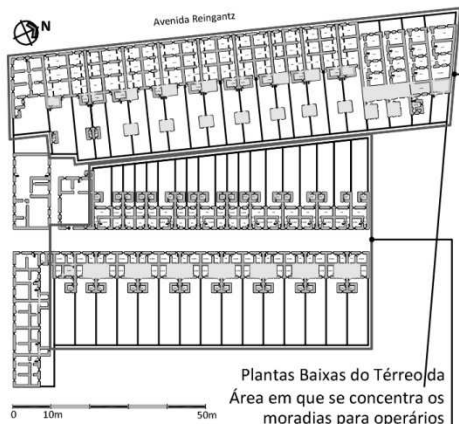 Avenida Reingantz
N
0 10m 50m
Plantas Baixas do Térreo da
Área em que se concentra os
moradias para operários